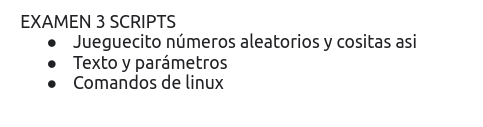 EXAMEN 3 SCRIPTS
● Jueguecito números aleatorios y cositas asi
● Texto y parámetros
● Comandos de linux